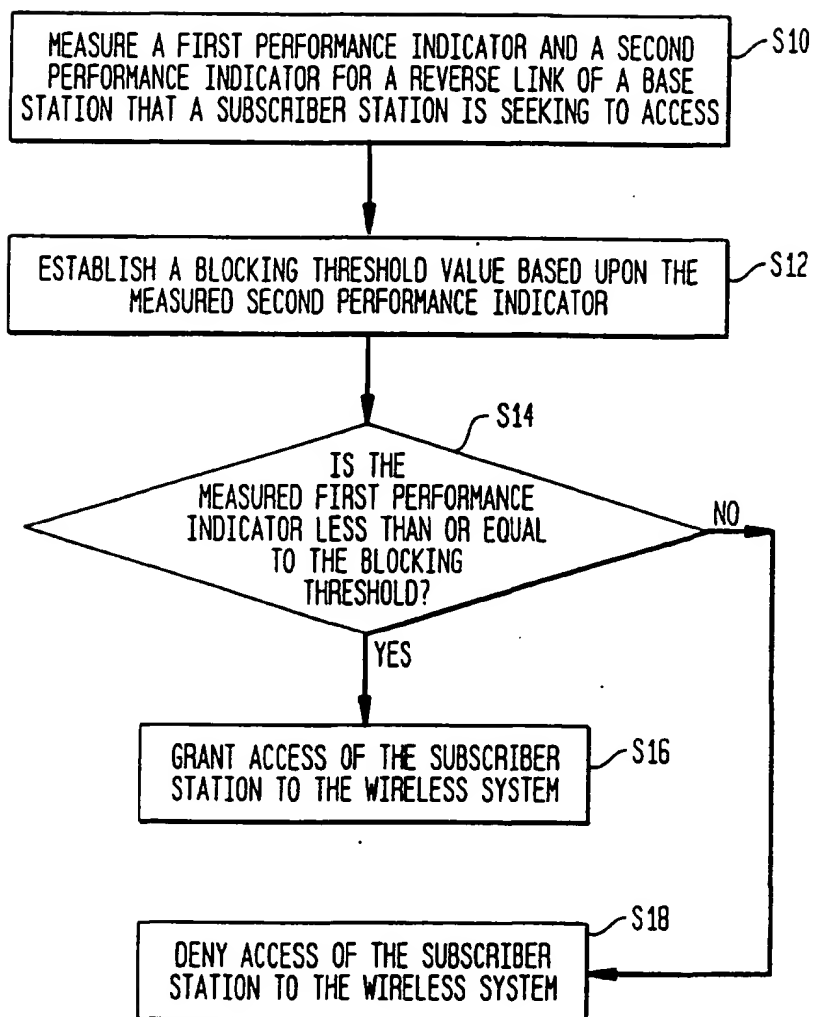 MEASURE A FIRST PERFORMANCE INDICATOR AND A SECOND
PERFORMANCE INDICATOR FOR A REVERSE LINK OF A BASE
STATION THAT A SUBSCRIBER STATION IS SEEKING TO ACCESS
S10
ESTABLISH A BLOCKING THRESHOLD VALUE BASED UPON THE
MEASURED SECOND PERFORMANCE INDICATOR
S12
S14
IS THE
MEASURED FIRST PERFORMANCE
INDICATOR LESS THAN OR EQUAL
TO THE BLOCKING
THRESHOLD?
NO
YES
GRANT ACCESS OF THE SUBSCRIBER
STATION TO THE WIRELESS SYSTEM
S16
S18
DENY ACCESS OF THE SUBSCRIBER
STATION TO THE WIRELESS SYSTEM